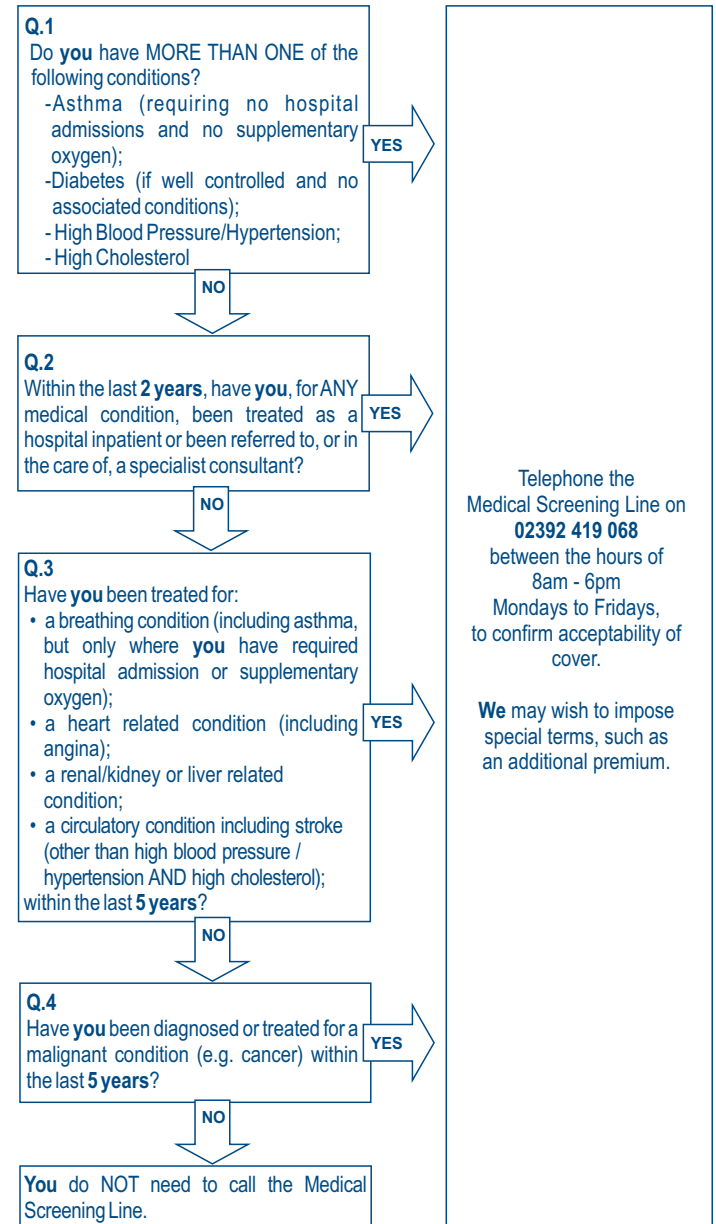 Q.1
Do you have MORE THAN ONE of the
following conditions?
-Asthma (requiring no hospital
admissions and no supplementary
oxygen);
-Diabetes (if well controlled and no
associated conditions);
- High Blood Pressure/Hypertension;
- High Cholesterol
YES
NO
Q.2
Within the last 2 years, have you, for ANY
medical condition, been treated as a
hospital inpatient or been referred to, or in
the care of, a specialist consultant?
YES
NO
Q.3
Have you been treated for:
• a breathing condition (including asthma,
but only where you have required
hospital admission or supplementary
oxygen);
• a heart related condition (including
angina);
• a renal/kidney or liver related
condition;
• a circulatory condition including stroke
(other than high blood pressure /
hypertension AND high cholesterol);
within the last 5 years?
YES
NO
Q.4
Have you been diagnosed or treated for a
malignant condition (e.g. cancer) within
the last 5 years?
YES
NO
You do NOT need to call the Medical
Screening Line.
Telephone the
Medical Screening Line on
02392 419 068
between the hours of
8am - 6pm
Mondays to Fridays,
to confirm acceptability of
cover.
We may wish to impose
special terms, such as
an additional premium.